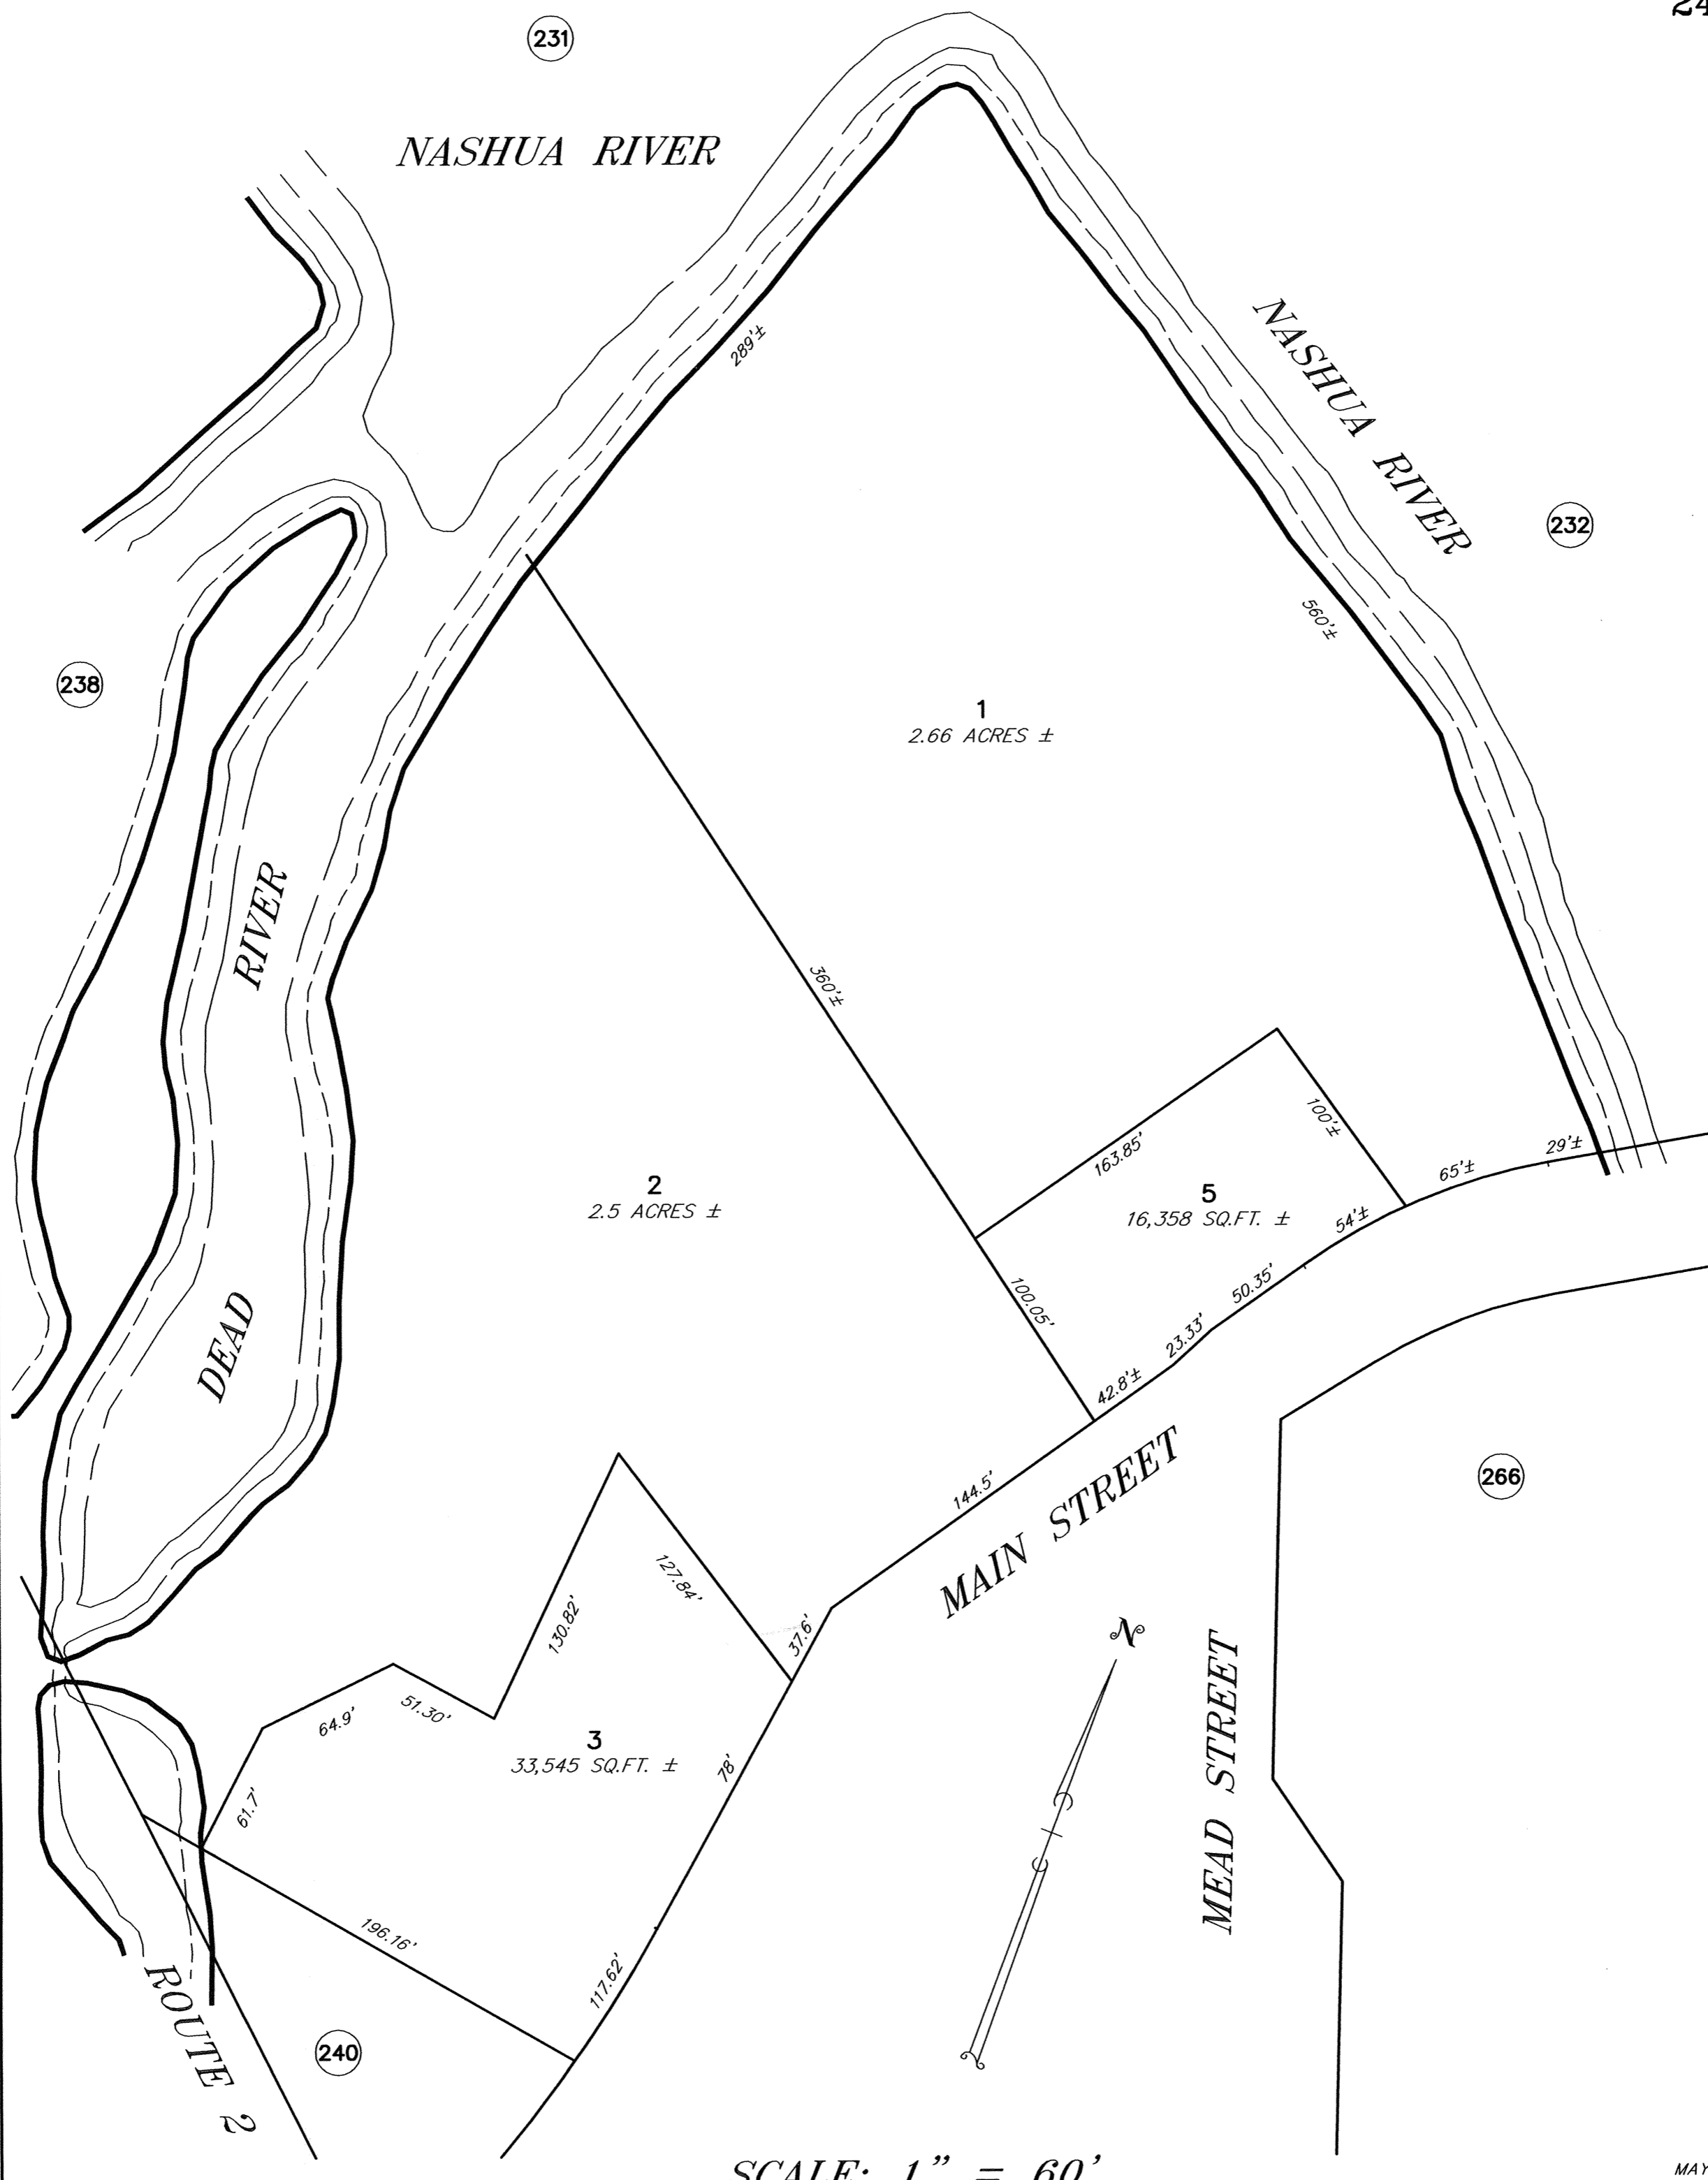 24
231
NASHUA RIVER
NASHUA RIVER
289'±
232
560'±
238
1
2.66 ACRES ±
RIVER
360'±
100'±
163.85'
29'±
65'±
2
2.5 ACRES ±
5
16,358 SQ.FT. ±
54'±
50.35'
100.05'
23.33'
42.8'±
DEAD
144.5'
MAIN STREET
266
127.84'
130.82'
37.6'
N
MEAD STREET
64.9'
51.30'
3
33,545 SQ.FT. ±
78'
61.7'
196.16'
117.62'
ROUTE 2
240
SCALE: 1" = 60'
MAY